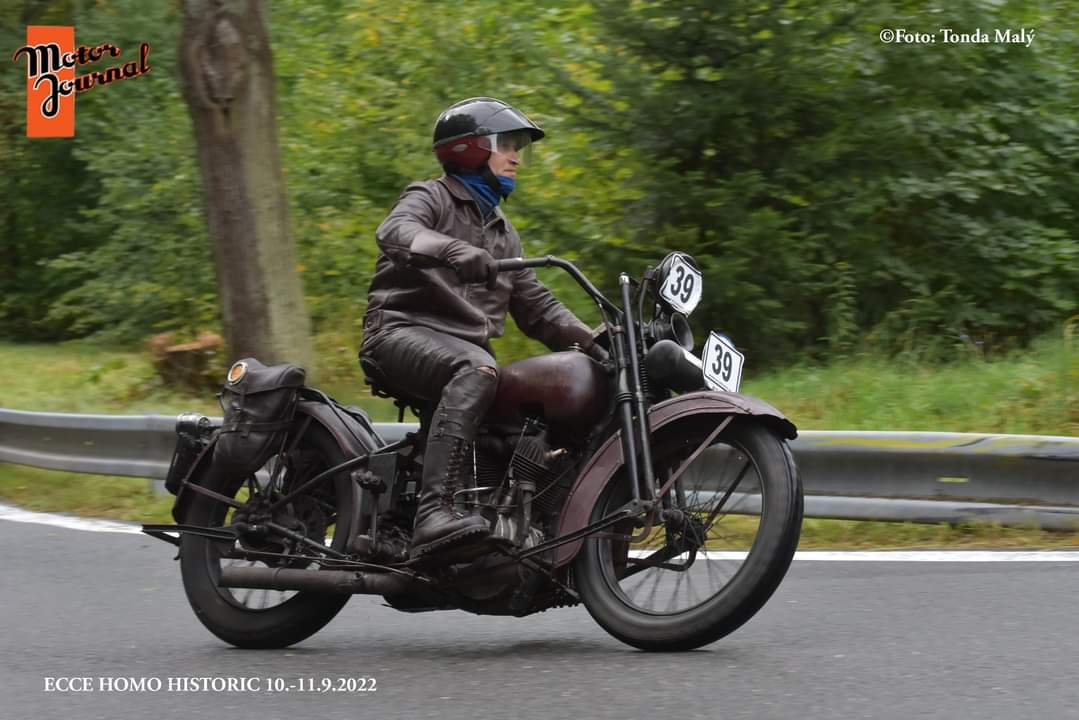 Motor
Journal
©Foto: Tonda Malý
39
39
ECCE HOMO HISTORIC 10.-11.9.2022